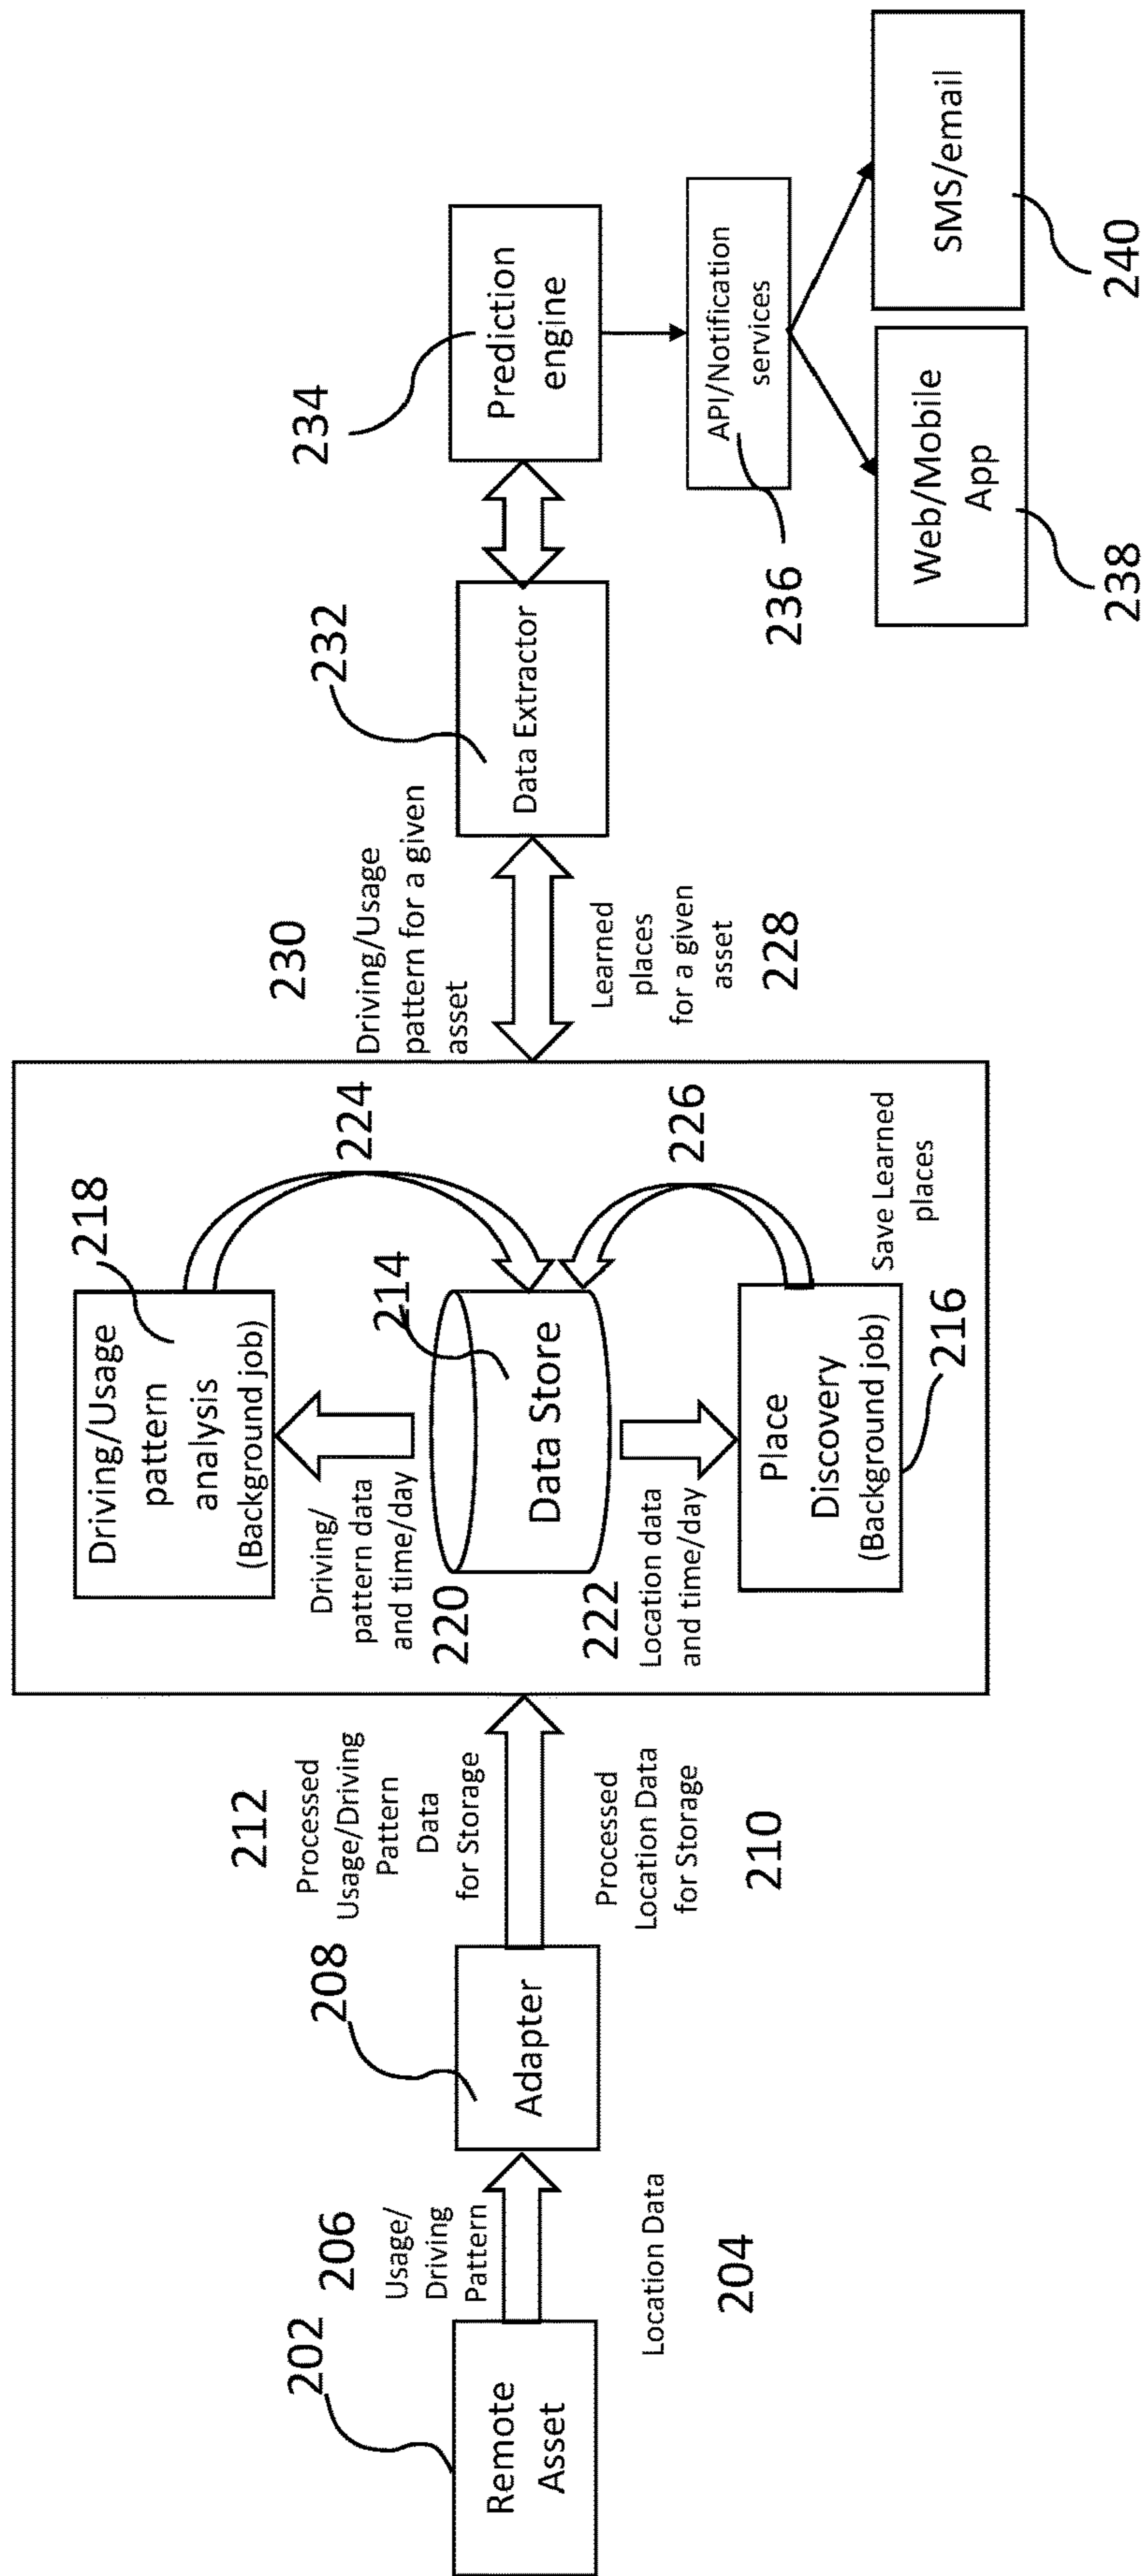 202
Remote
Asset
206
Usage/
Driving
Pattern
Location Data
204
208
Adapter
212
Processed
Usage/Driving
Pattern
Data
for Storage
Processed
Location Data
for Storage
210
218
Driving/Usage
pattern
analysis
(Background job)
Driving/
pattern data
and time/day
220
214
Data Store
222
Location data
and time/day
Place
Discovery
(Background job)
216
224
226
Save Learned
places
230
Driving/Usage
pattern for a given
asset
Learned
places
for a given
asset
228
232
Data Extractor
234
Prediction
engine
API/Notification
services
236
Web/Mobile
App
238
SMS/email
240